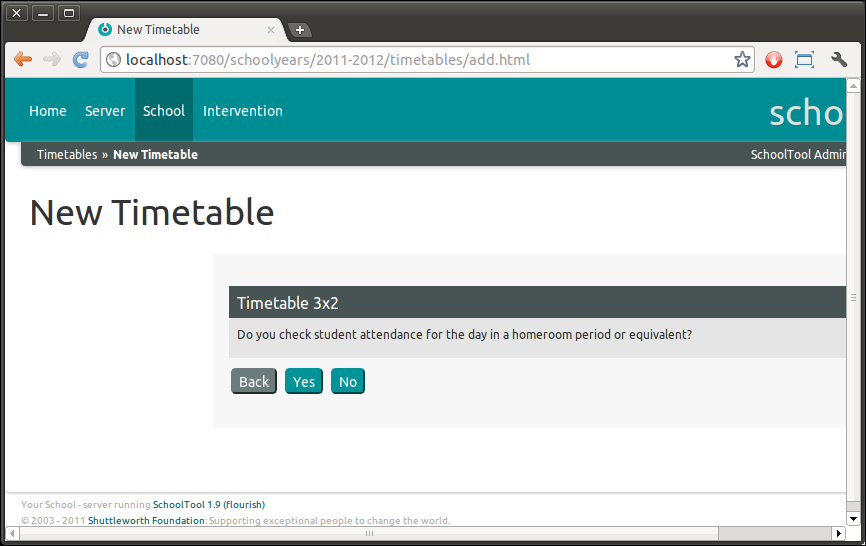 New Timetable
localhost:7080/schoolyears/2011-2012/timetables/add.html
Home Server School Intervention scho
Timetables » New Timetable SchoolTool Admin
New Timetable
Timetable 3x2
Do you check student attendance for the day in a homeroom period or equivalent?
Back Yes No
Your School - server running SchoolTool 1.9 (flourish)
© 2003 - 2011 Shuttleworth Foundation: Supporting exceptional people to change the world.